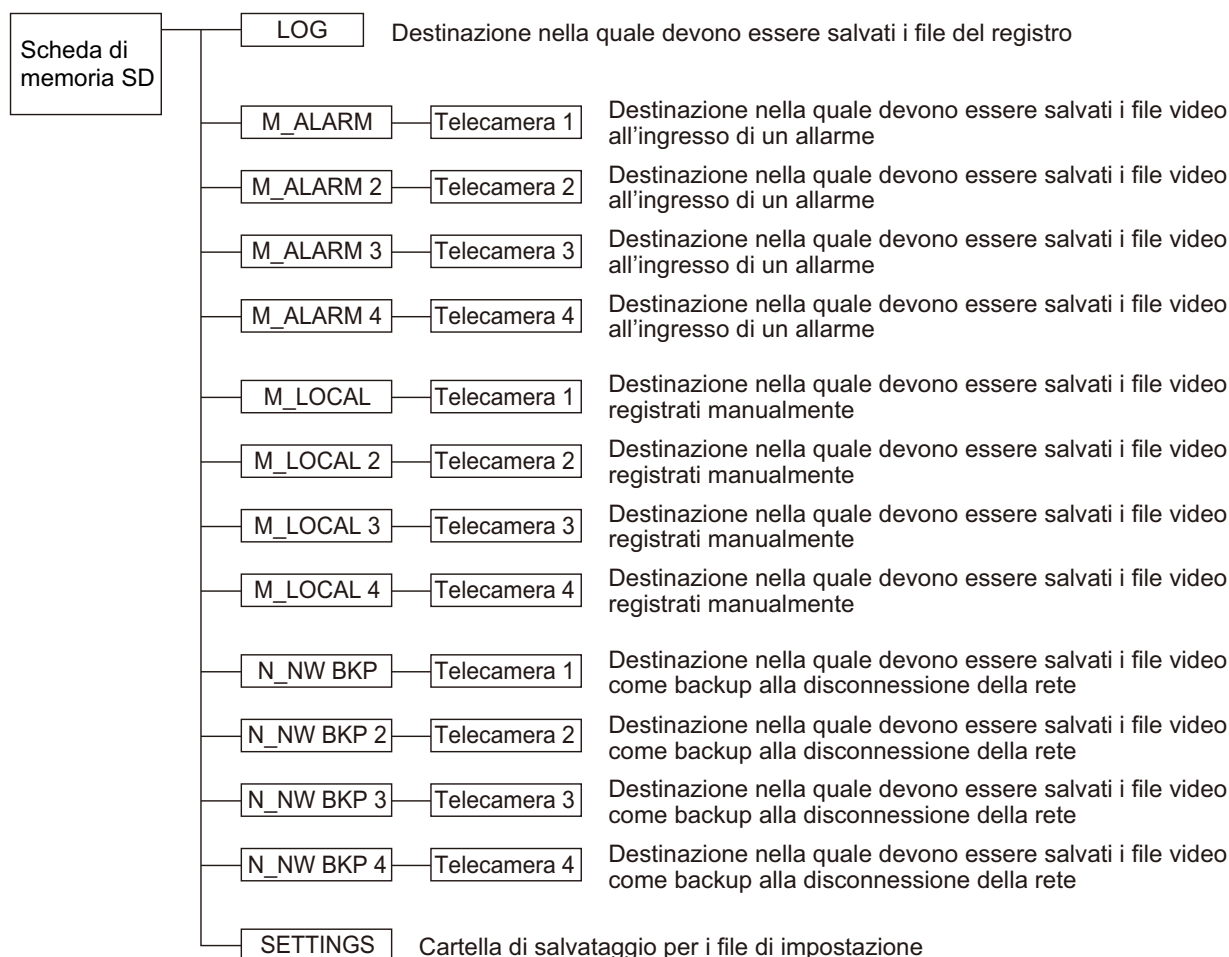 Scheda di
memoria SD
LOG Destinazione nella quale devono essere salvati i file del registro
M_ALARM Telecamera 1 Destinazione nella quale devono essere salvati i file video
all’ingresso di un allarme
M_ALARM 2 Telecamera 2 Destinazione nella quale devono essere salvati i file video
all’ingresso di un allarme
M_ALARM 3 Telecamera 3 Destinazione nella quale devono essere salvati i file video
all’ingresso di un allarme
M_ALARM 4 Telecamera 4 Destinazione nella quale devono essere salvati i file video
all’ingresso di un allarme
M_LOCAL Telecamera 1 Destinazione nella quale devono essere salvati i file video
registrati manualmente
M_LOCAL 2 Telecamera 2 Destinazione nella quale devono essere salvati i file video
registrati manualmente
M_LOCAL 3 Telecamera 3 Destinazione nella quale devono essere salvati i file video
registrati manualmente
M_LOCAL 4 Telecamera 4 Destinazione nella quale devono essere salvati i file video
registrati manualmente
N_NW BKP Telecamera 1 Destinazione nella quale devono essere salvati i file video
come backup alla disconnessione della rete
N_NW BKP 2 Telecamera 2 Destinazione nella quale devono essere salvati i file video
come backup alla disconnessione della rete
N_NW BKP 3 Telecamera 3 Destinazione nella quale devono essere salvati i file video
come backup alla disconnessione della rete
N_NW BKP 4 Telecamera 4 Destinazione nella quale devono essere salvati i file video
come backup alla disconnessione della rete
SETTINGS Cartella di salvataggio per i file di impostazione